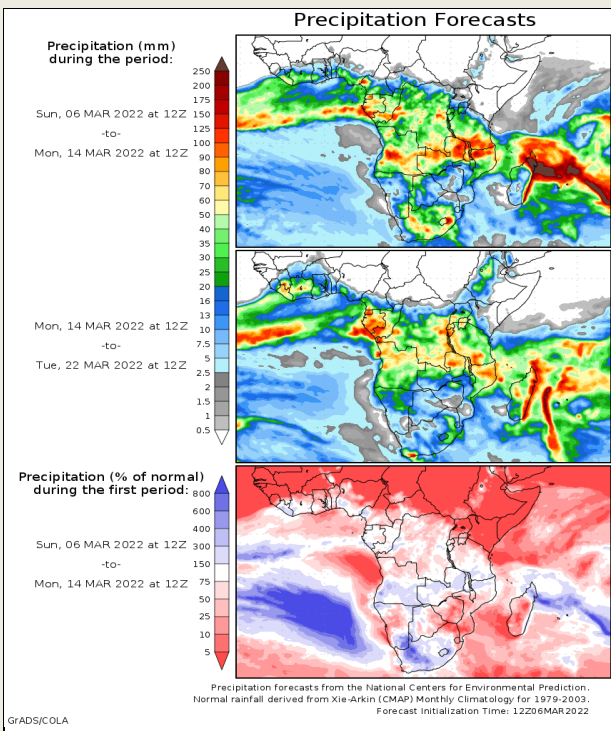 Precipitation Forecasts
Precipitation (mm)
during the period:
Sun, 06 MAR 2022 at 12Z
-to-
Mon, 14 MAR 2022 at 12Z
250
200
175
150
125
100
90
80
70
60
50
40
35
30
25
20
16
13
10
7.5
5
2.5
2
1.5
1
0.5
Mon, 14 MAR 2022 at 12Z
-to-
Tue, 22 MAR 2022 at 12Z
Precipitation (% of normal)
during the first period:
Sun, 06 MAR 2022 at 12Z
-to-
Mon, 14 MAR 2022 at 12Z
800
600
400
300
150
75
50
25
10
5
Precipitation forecasts from the National Centers for Environmental Prediction.
Normal rainfall derived from Xie-Arkin (CMAP) Monthly Climatology for 1979-2003.
Forecast Initialization Time: 12Z06MAR2022
GrADS/COLA